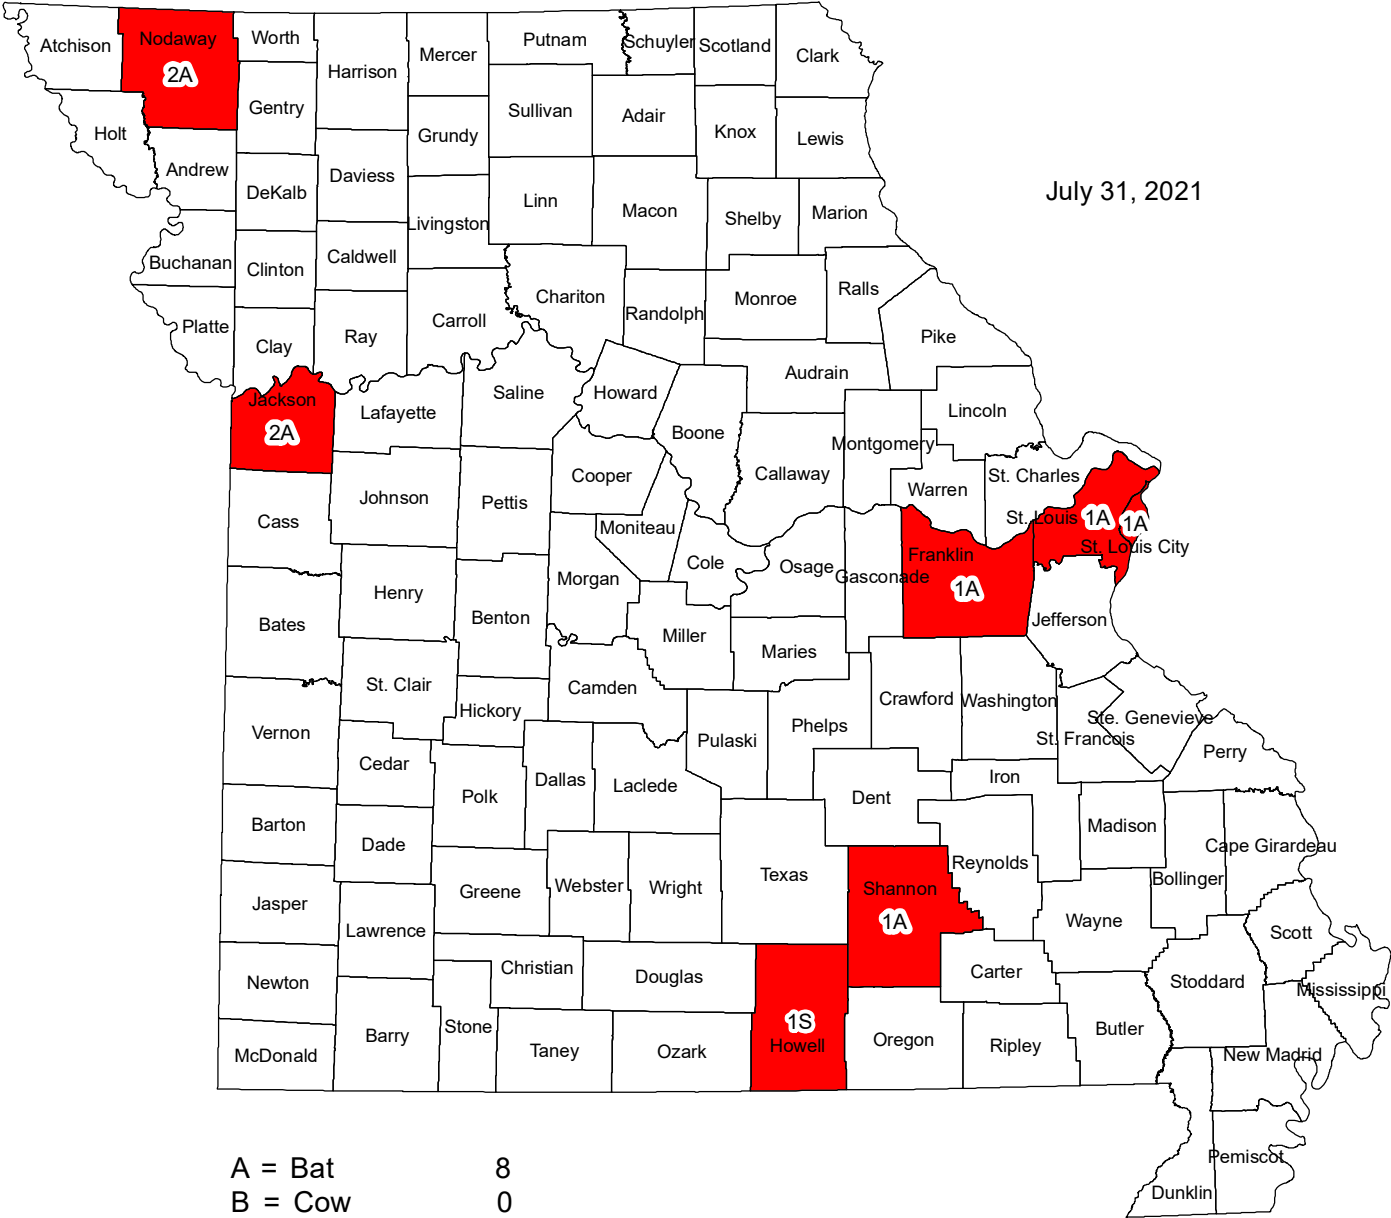 Atchison
Nodaway
2A
Worth
Harrison
Mercer
Putnam
Schuyler
Scotland
Clark
Holt
Andrew
Gentry
DeKalb
Daviess
Grundy
Sullivan
Adair
Knox
Lewis
Buchanan
Clinton
Caldwell
Livingston
Linn
Macon
Shelby
Marion
July 31, 2021
Platte
Clay
Ray
Carroll
Chariton
Randolph
Monroe
Ralls
Pike
Jackson
2A
Lafayette
Saline
Howard
Boone
Audrain
Callaway
Montgomery
Lincoln
Warren
St. Charles
St. Louis
1A
1A
St. Louis City
Cass
Johnson
Pettis
Cooper
Moniteau
Cole
Osage
Gasconade
Franklin
1A
Jefferson
Bates
Henry
Benton
Morgan
Miller
Maries
Vernon
St. Clair
Hickory
Camden
Pulaski
Phelps
Crawford
Washington
Ste. Genevieve
St. Francois
Perry
Cedar
Polk
Dallas
Laclede
Dent
Iron
Madison
Cape Girardeau
Bollinger
Barton
Dade
Greene
Webster
Wright
Texas
Shannon
1A
Reynolds
Wayne
Scott
Jasper
Lawrence
Christian
Douglas
Carter
Stoddard
Mississippi
Newton
Barry
Stone
Taney
Ozark
1S
Howell
Oregon
Ripley
Butler
New Madrid
McDonald
Pemiscot
Dunklin
A = Bat 8
B = Cow 0